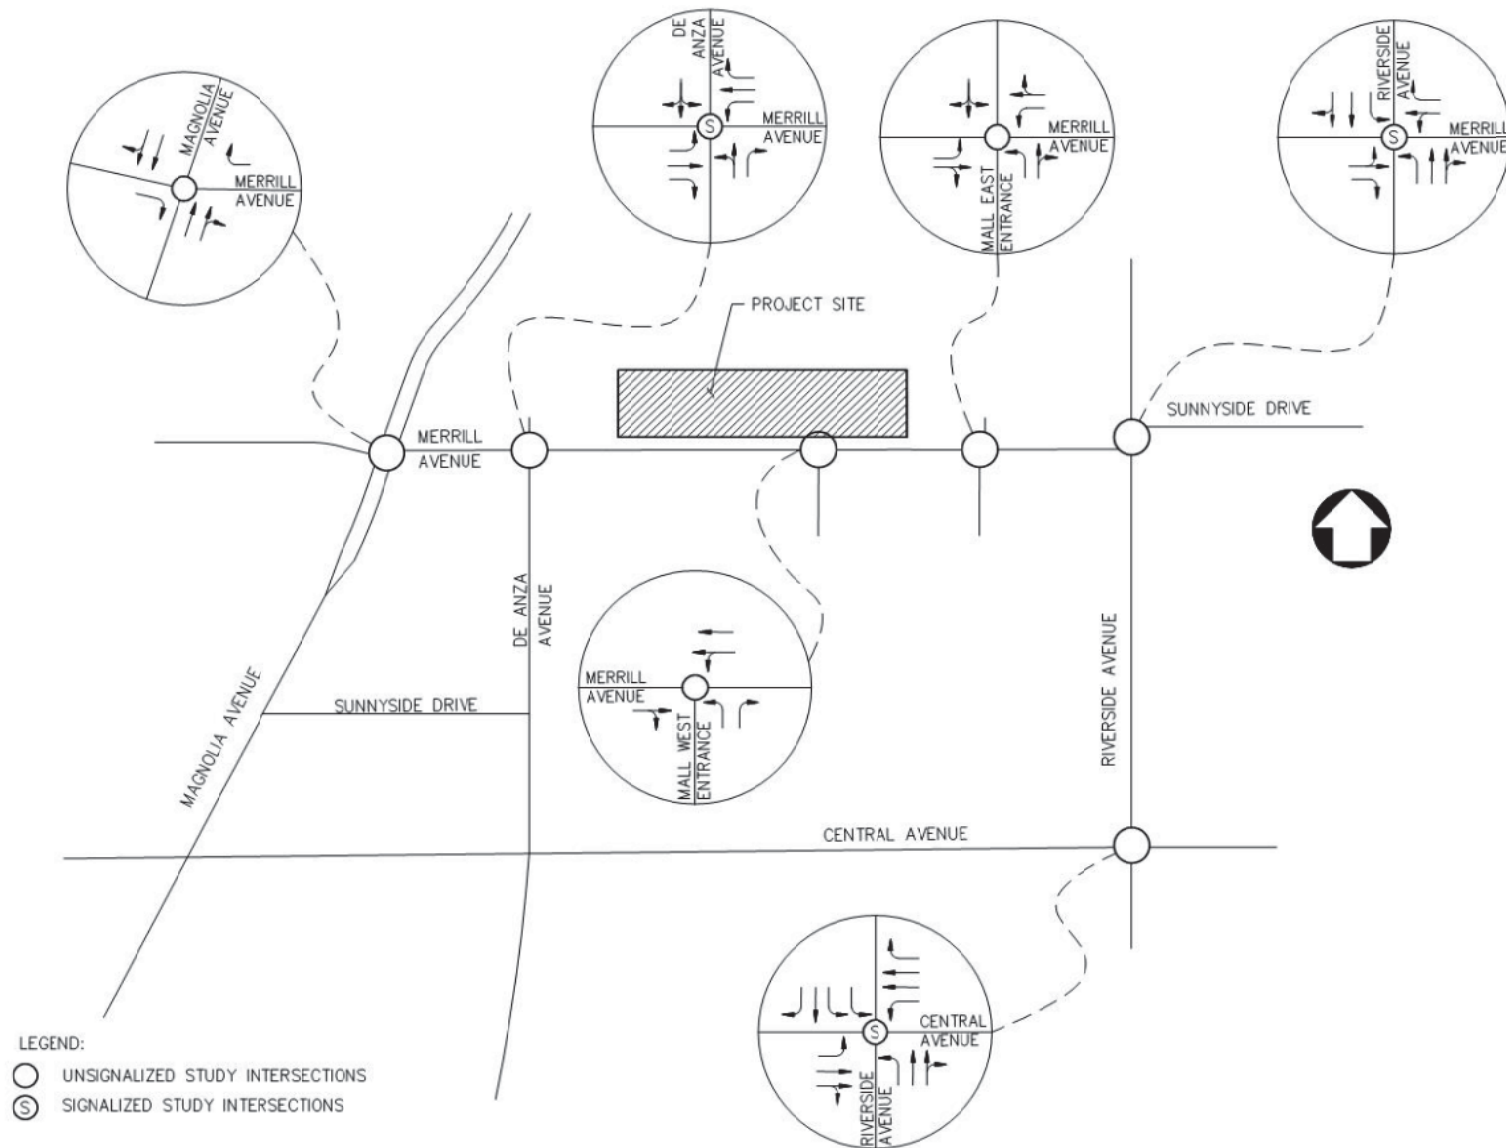 MAGNOLIA
AVENUE
MERRILL
AVENUE
DE
ANZA
AVENUE
S
MERRILL
AVENUE
MERRILL
AVENUE
MALL EAST
ENTRANCE
RIVERSIDE
AVENUE
S
MERRILL
AVENUE
PROJECT SITE
SUNNYSIDE DRIVE
MERRILL
AVENUE
DE ANZA
AVENUE
MERRILL
AVENUE
MALL WEST
ENTRANCE
MAGNOLIA AVENUE
SUNNYSIDE DRIVE
RIVERSIDE AVENUE
CENTRAL AVENUE
S
CENTRAL
AVENUE
RIVERSIDE
AVENUE
LEGEND:
UNSIGNALIZED STUDY INTERSECTIONS
S SIGNALIZED STUDY INTERSECTIONS